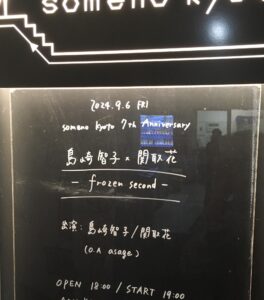 someno kyo
2024.9.6 FRI
someno kyoto 7th Anniversary
島崎智子 × 関取花
- frozen second -
出演：島崎智子/関取花
(O.A asage)
OPEN 18:00 / START 19:00